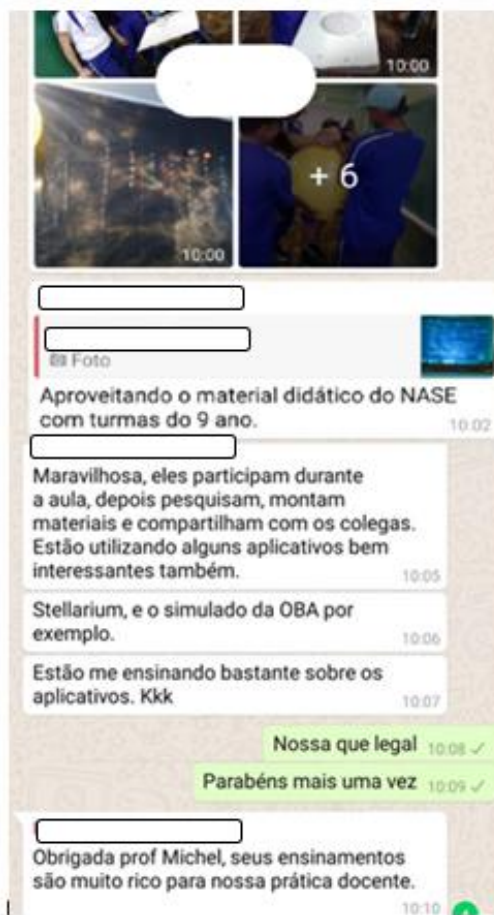 10:00
10:00
+ 6
Foto
Aproveitando o material didático do NASE
com turmas do 9 ano.
10:02
Maravilhosa, eles participam durante
a aula, depois pesquisam, montam
materiais e compartilham com os colegas.
Estão utilizando alguns aplicativos bem
interessantes também.
10:05
Stellarium, e o simulado da OBA por
exemplo.
10:06
Estão me ensinando bastante sobre os
aplicativos. Kkk
10:07
Nossa que legal 10:08
Parabéns mais uma vez 10:09
Obrigada prof Michel, seus ensinamentos
são muito rico para nossa prática docente.
10:10